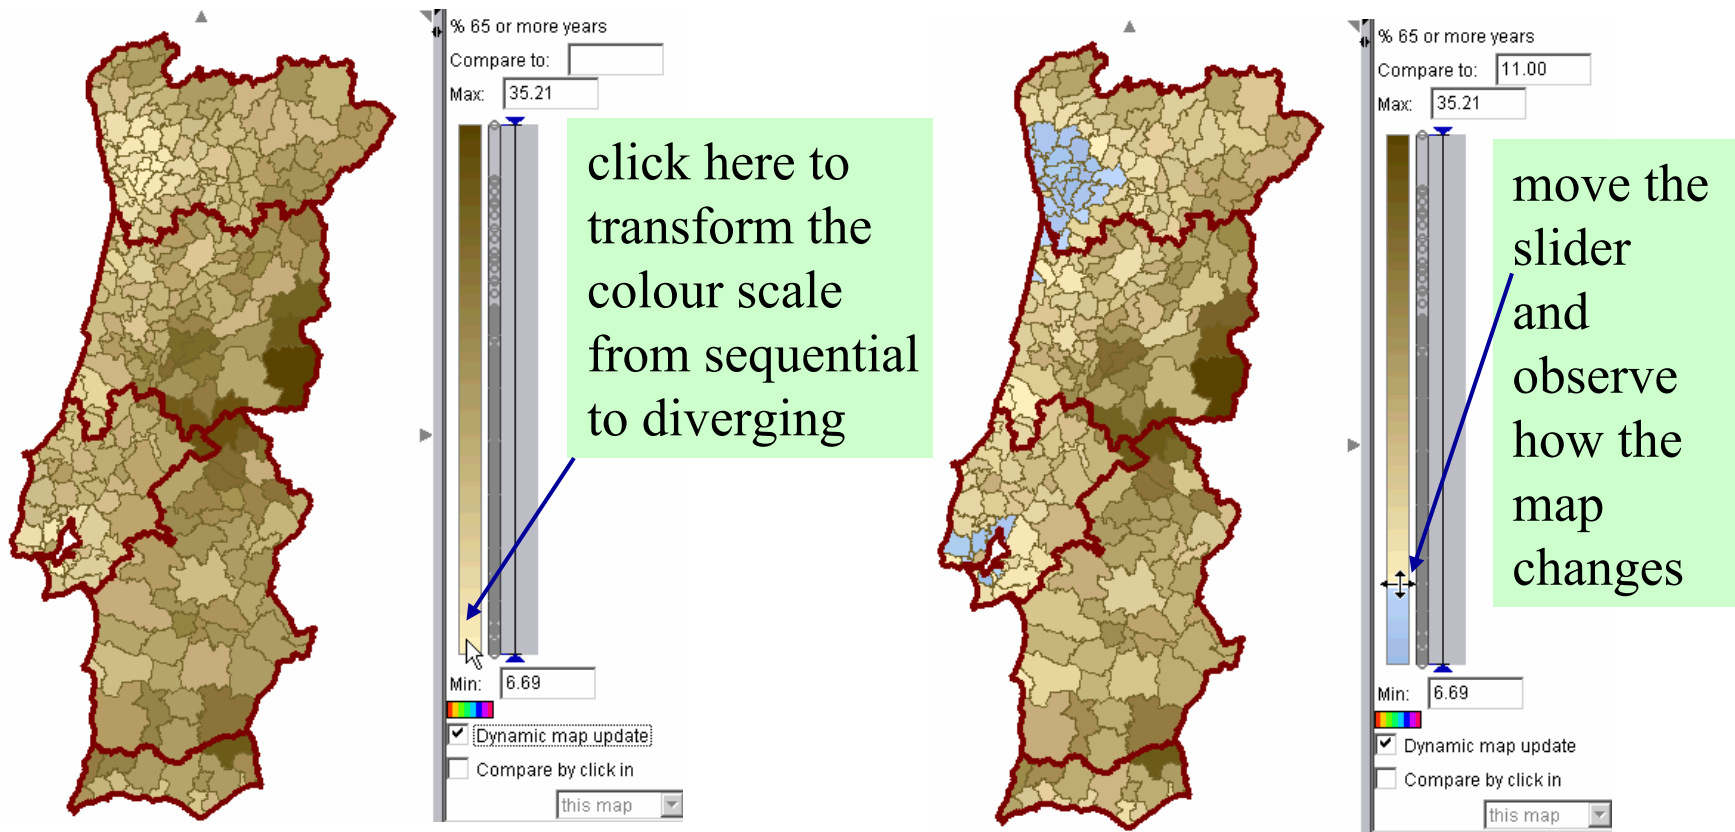 % 65 or more years
Compare to:
Max: 35.21
click here to
transform the
colour scale
from sequential
to diverging
Min: 6.69
Dynamic map update
Compare by click in
this map
% 65 or more years
Compare to: 11.00
Max: 35.21
move the
slider
and
observe
how the
map
changes
Min: 6.69
Dynamic map update
Compare by click in
this map